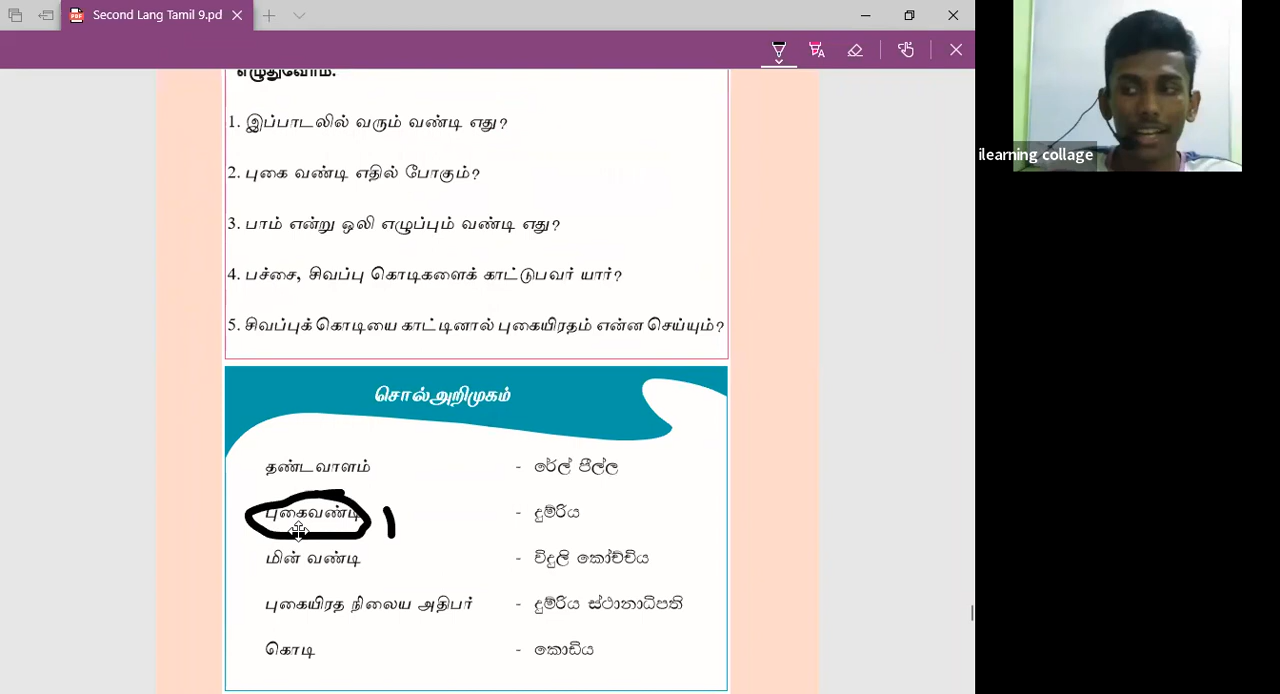 Second Lang Tamil 9.pd
எழுதுவோம்.
1. இப்பாடலில் வரும் வண்டி எது?
2. புகை வண்டி எதில் போகும்?
3. பாம் என்று ஒலி எழுப்பும் வண்டி எது?
4. பச்சை, சிவப்பு கொடிகளைக் காட்டுபவர் யார்?
5. சிவப்புக் கொடியை காட்டினால் புகையிரதம் என்ன செய்யும்?
சொல் அறிமுகம்
தண்டவாளம் - රේල් පීල්ල
புகைவண்டி 1 - දුම්රිය
மின் வண்டி - විදුලි කෝච්චිය
புகையிரத நிலைய அதிபர் - දුම්රිය ස්ථානාධිපති
கொடி - කොඩිය
ilearning collage